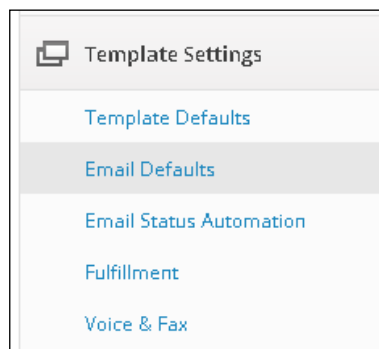 Template Settings
Template Defaults
Email Defaults
Email Status Automation
Fulfillment
Voice & Fax